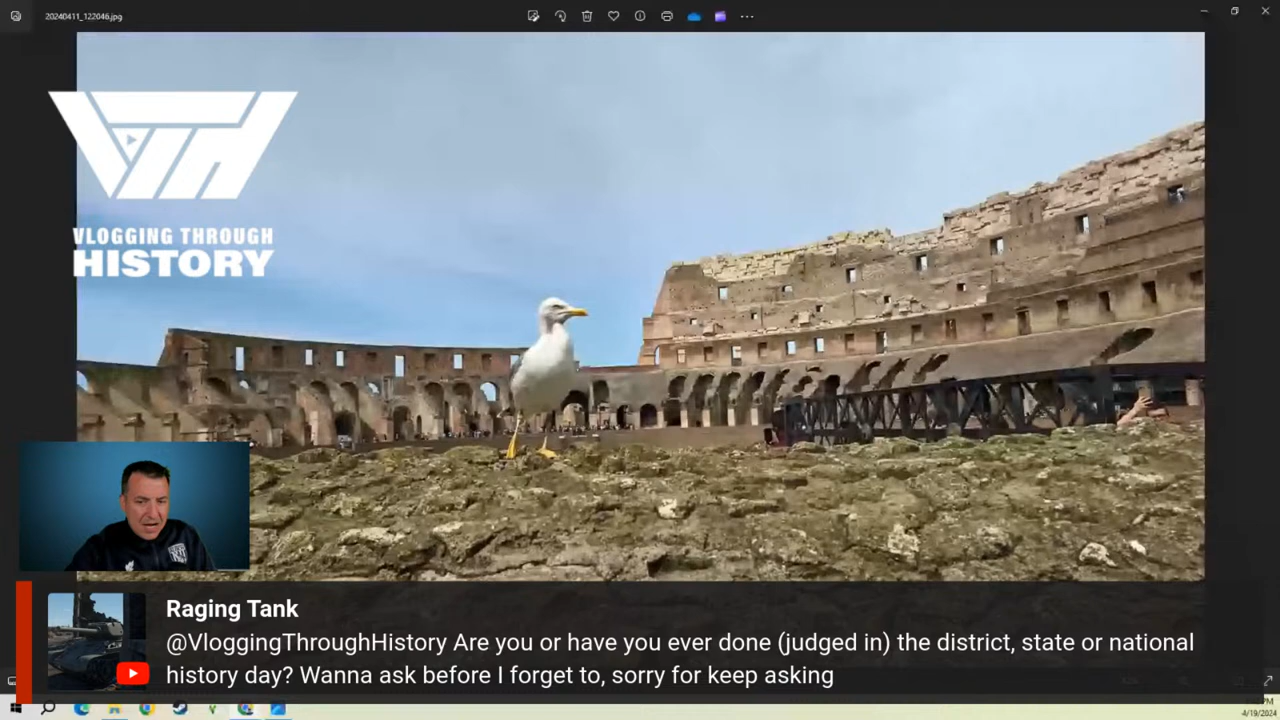 20240411_122046.jpg
VTH
VLOGGING THROUGH
HISTORY
Raging Tank
@VloggingThroughHistory Are you or have you ever done (judged in) the district, state or national
history day? Wanna ask before I forget to, sorry for keep asking
4/19/2024